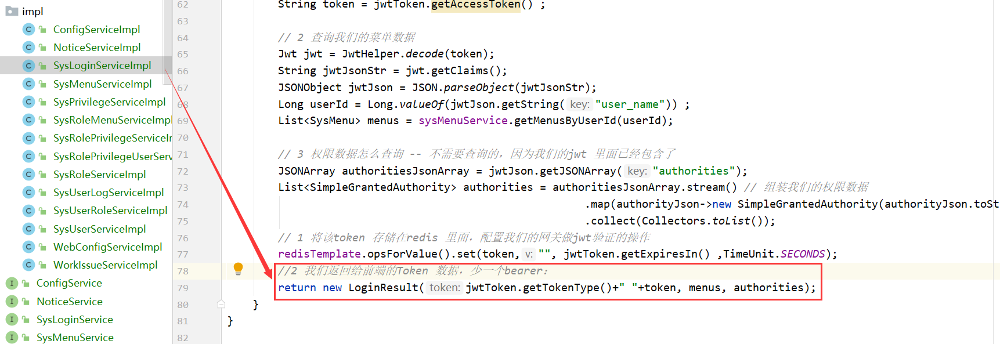 impl
ConfigServiceImpl
NoticeServiceImpl
SysLoginServiceImpl
SysMenuServiceImpl
SysPrivilegeServiceImpl
SysRoleMenuServiceImpl
SysRolePrivilegeServiceIr
SysRolePrivilegeUserServ
SysRoleServiceImpl
SysUserLogServiceImpl
SysUserRoleServiceImpl
SysUserServiceImpl
WebConfigServiceImpl
WorkIssueServiceImpl
ConfigService
NoticeService
SysLoginService
SysMenuService
62 String token = jwtToken.getAccessToken() ;
63
64 // 2 查询我们的菜单数据
65 Jwt jwt = JwtHelper.decode(token);
66 String jwtJsonStr = jwt.getClaims();
67 JSONObject jwtJson = JSON.parseObject(jwtJsonStr);
68 Long userId = Long.valueOf(jwtJson.getString( key: "user_name")) ;
69 List<SysMenu> menus = sysMenuService.getMenusByUserId(userId);
70
71 // 3 权限数据怎么查询 -- 不需要查询的，因为我们的jwt 里面已经包含了
72 JSONArray authoritiesJsonArray = jwtJson.getJSONArray( key: "authorities");
73 List<SimpleGrantedAuthority> authorities = authoritiesJsonArray.stream() // 组装我们的权限数据
74 .map(authorityJson->new SimpleGrantedAuthority(authorityJson.toSt
75 .collect(Collectors.toList());
76 // 1 将该token 存储在redis 里面，配置我们的网关做jwt验证的操作
77 redisTemplate.opsForValue().set(token, v: "", jwtToken.getExpiresIn() ,TimeUnit.SECONDS);
78 //2 我们返回给前端的Token 数据，少一个bearer：
79 return new LoginResult( token: jwtToken.getTokenType()+" "+token, menus, authorities);
80 }
81 }
82